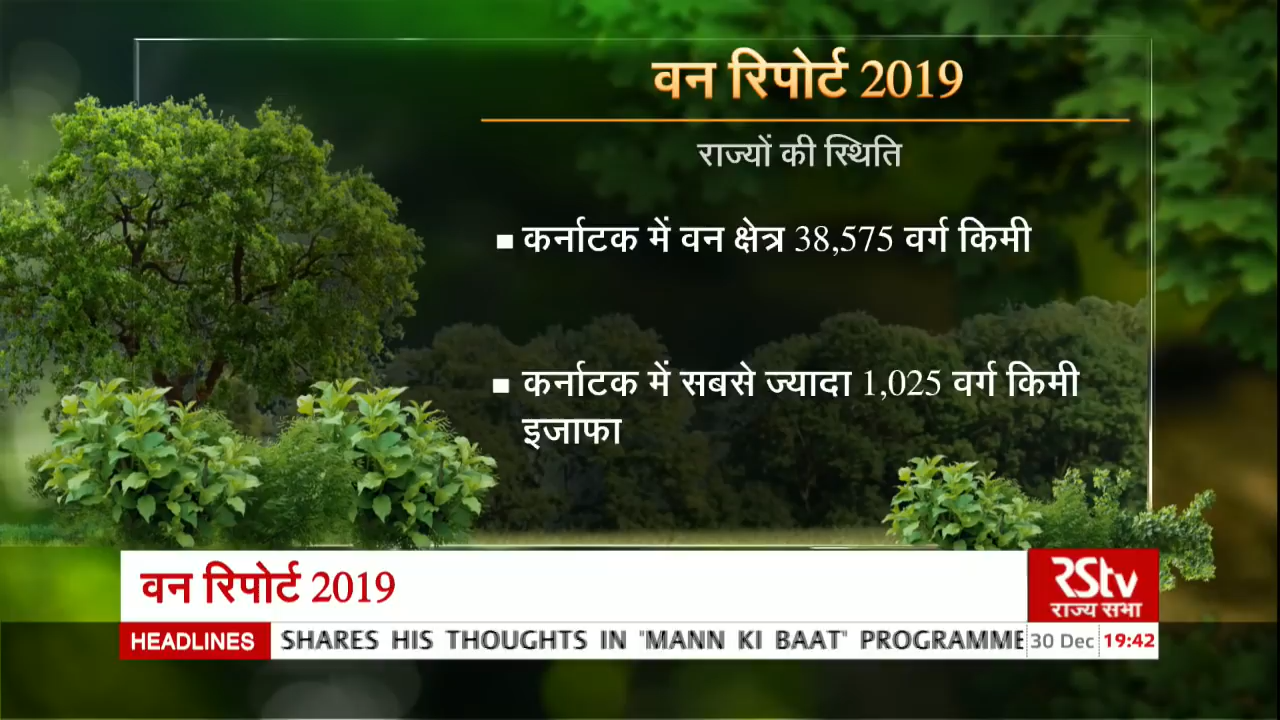 वन रिपोर्ट 2019
राज्यों की स्थिति
▪ कर्नाटक में वन क्षेत्र 38,575 वर्ग किमी
▪ कर्नाटक में सबसे ज्यादा 1,025 वर्ग किमी
इजाफा
वन रिपोर्ट 2019
RStv
राज्य सभा
HEADLINES SHARES HIS THOUGHTS IN "MANN KI BAAT" PROGRAMME 30 Dec 19:42